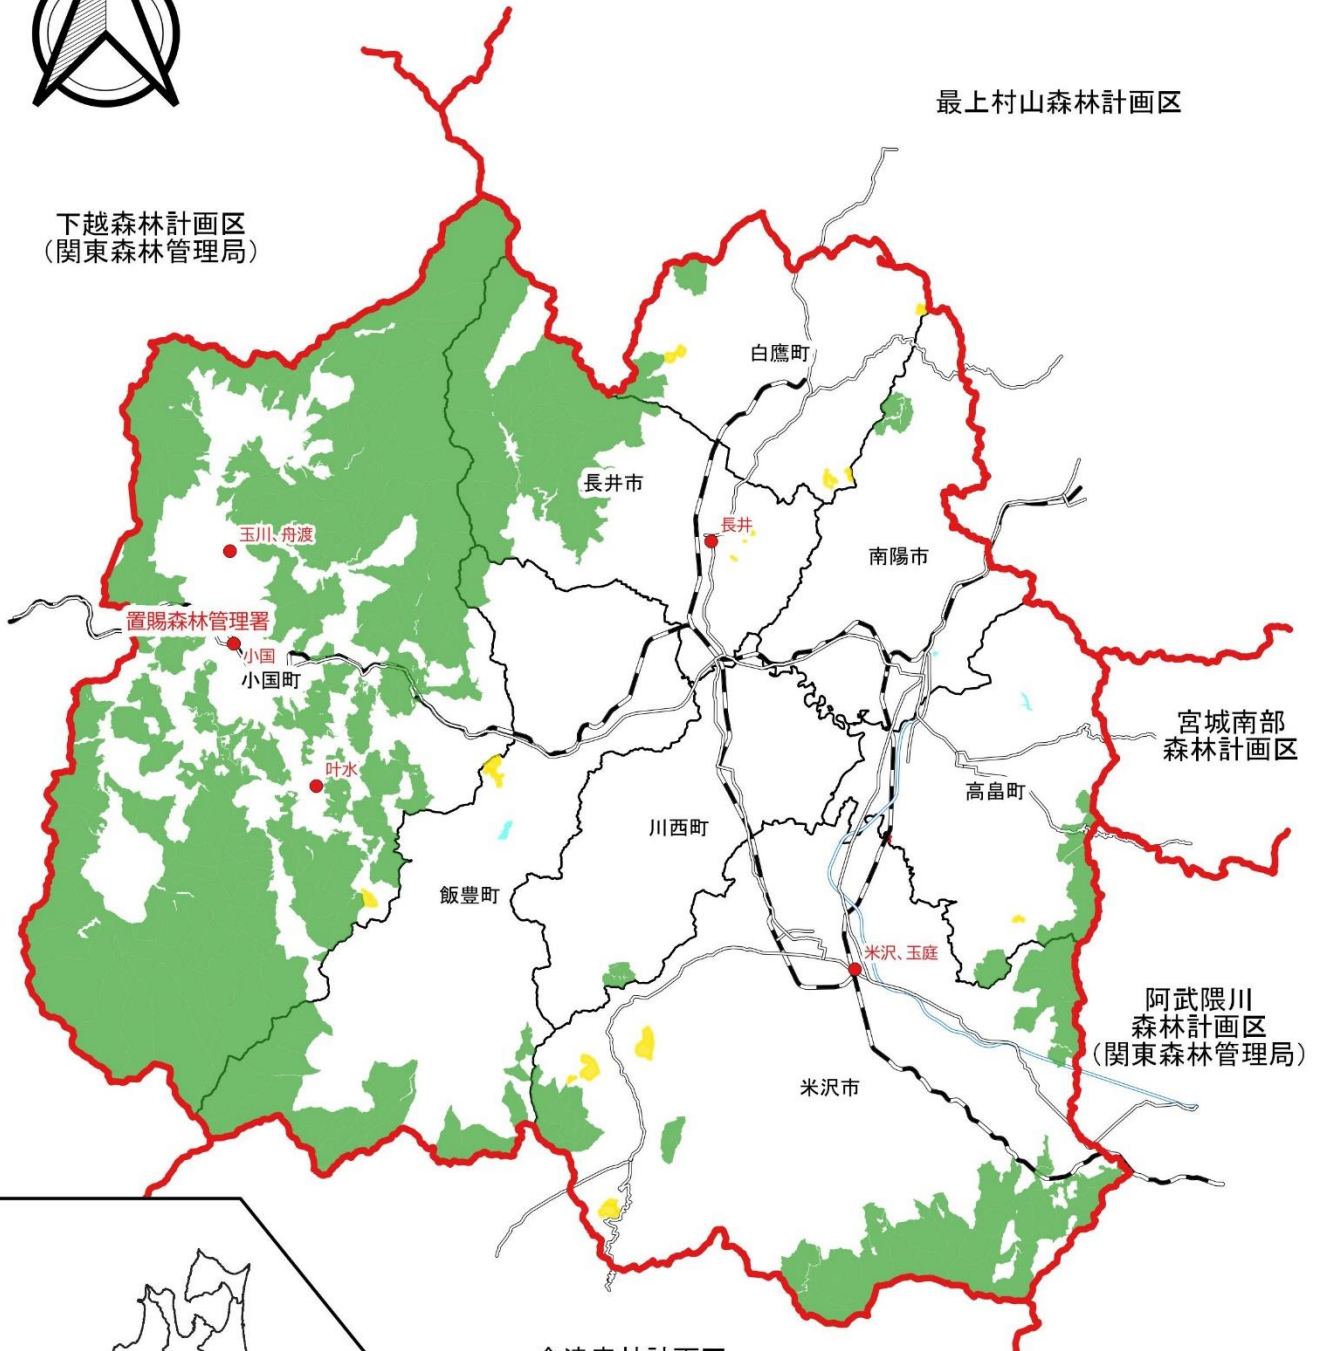 最上村山森林計画区
下越森林計画区
（関東森林管理局）
白鷹町
長井市
長井
玉川、舟渡
南陽市
置賜森林管理署
小国
小国町
宮城南部
森林計画区
叶水
高畠町
川西町
飯豊町
米沢、玉庭
阿武隈川
森林計画区
（関東森林管理局）
米沢市